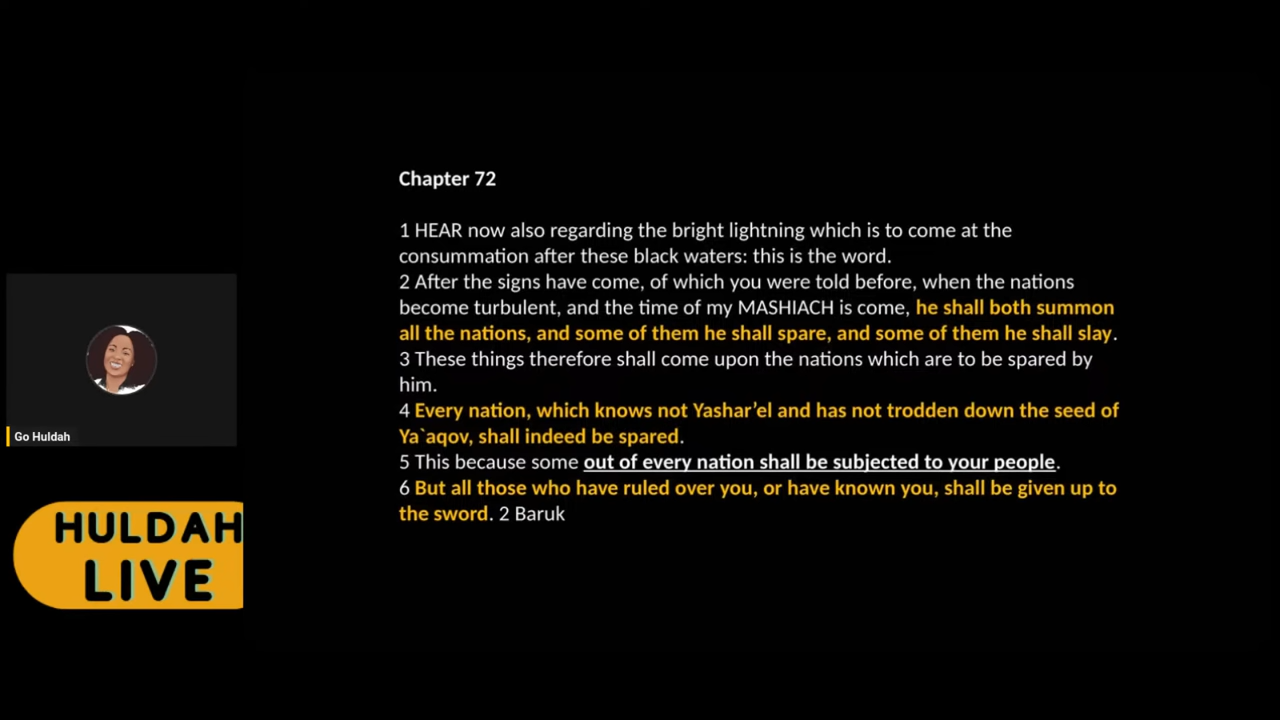 Chapter 72
1 HEAR now also regarding the bright lightning which is to come at the
consummation after these black waters: this is the word.
2 After the signs have come, of which you were told before, when the nations
become turbulent, and the time of my MASHIACH is come, he shall both summon
all the nations, and some of them he shall spare, and some of them he shall slay.
3 These things therefore shall come upon the nations which are to be spared by
him.
4 Every nation, which knows not Yashar’el and has not trodden down the seed of
Ya`aqov, shall indeed be spared.
5 This because some out of every nation shall be subjected to your people.
6 But all those who have ruled over you, or have known you, shall be given up to
the sword. 2 Baruk
Go Huldah
HULDAH
LIVE